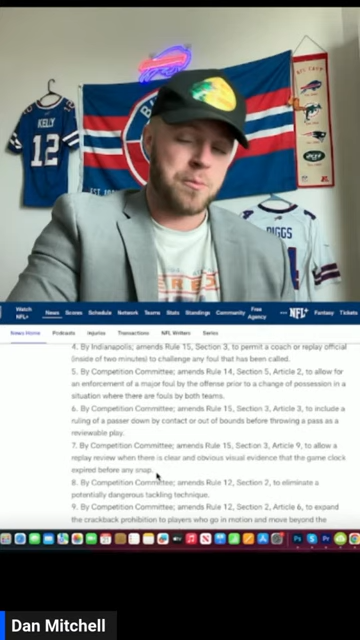 KELLY
12
EST. 19
AFC EAST
JETS
DIGGS
Watch NFL+ News Scores Schedule Network Teams Stats Standings Community Free Agency ••• NFL+ Fantasy Tickets
News Home Podcasts Injuries Transactions NFL Writers Series
4. By Indianapolis; amends Rule 15, Section 3, to permit a coach or replay official
(inside of two minutes) to challenge any foul that has been called.
5. By Competition Committee; amends Rule 14, Section 5, Article 2, to allow for
an enforcement of a major foul by the offense prior to a change of possession in a
situation where there are fouls by both teams.
6. By Competition Committee; amends Rule 15, Section 3, Article 3, to include a
ruling of a passer down by contact or out of bounds before throwing a pass as a
reviewable play.
7. By Competition Committee; amends Rule 15, Section 3, Article 9, to allow a
replay review when there is clear and obvious visual evidence that the game clock
expired before any snap.
8. By Competition Committee; amends Rule 12, Section 2, to eliminate a
potentially dangerous tackling technique.
9. By Competition Committee; amends Rule 12, Section 2, Article 6, to expand
the crackback prohibition to players who go in motion and move beyond the
Dan Mitchell